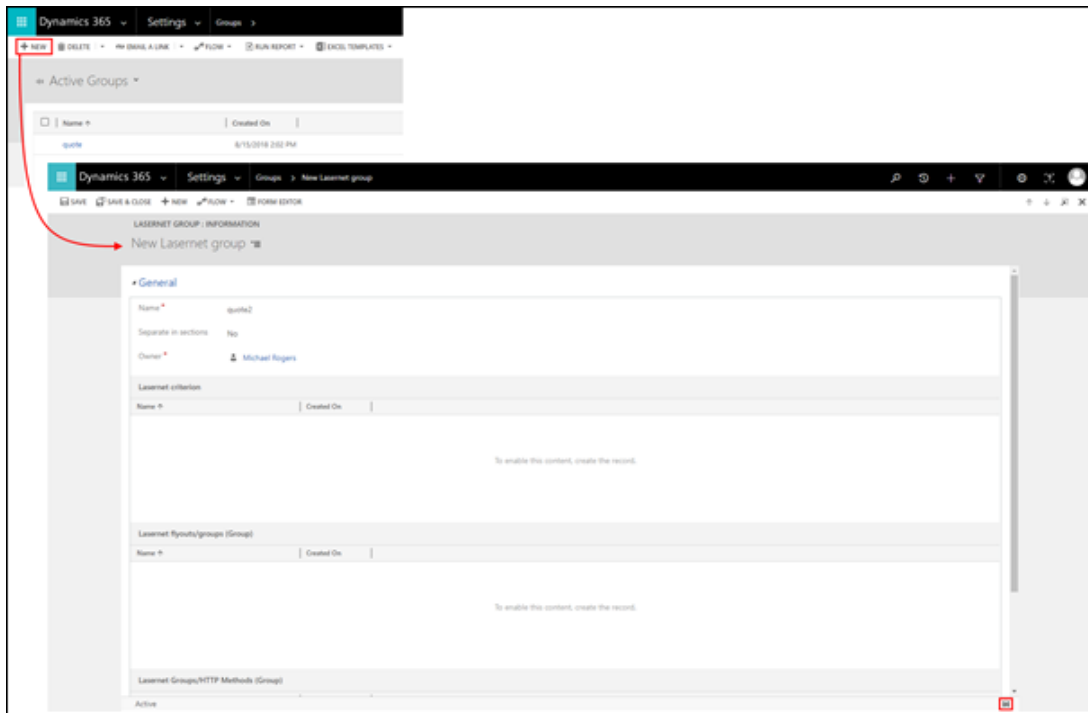 Dynamics 365 Settings Groups >
+ NEW DELETE EMAIL A LINK FLOW RUN REPORT EXCEL TEMPLATES
Active Groups
Name ↑ Created On
quote 8/15/2018 2:02 PM
Dynamics 365 Settings Groups > New Lasernet group
SAVE SAVE & CLOSE + NEW FLOW FORM EDITOR
LASERNET GROUP : INFORMATION
New Lasernet group
General
Name * quote2
Separate in sections No
Owner * Michael Rogers
Lasernet criterion
Name ↑ Created On
To enable this content, create the record.
Lasernet flyouts/groups (Group)
Name ↑ Created On
To enable this content, create the record.
Lasernet Groups/HTTP Methods (Group)
Active